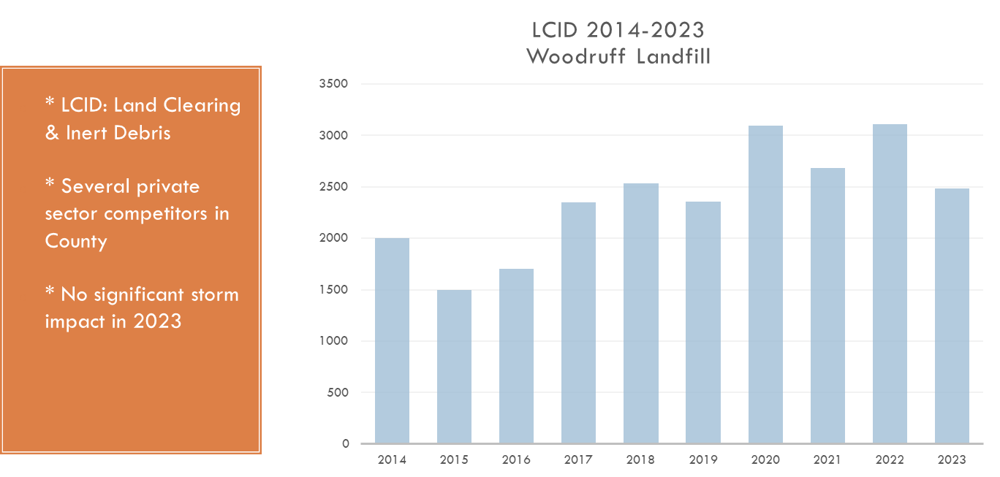 LCID 2014-2023
Woodruff Landfill
* LCID: Land Clearing
& Inert Debris
* Several private
sector competitors in
County
* No significant storm
impact in 2023
3500
3000
2500
2000
1500
1000
500
0
2014 2015 2016 2017 2018 2019 2020 2021 2022 2023